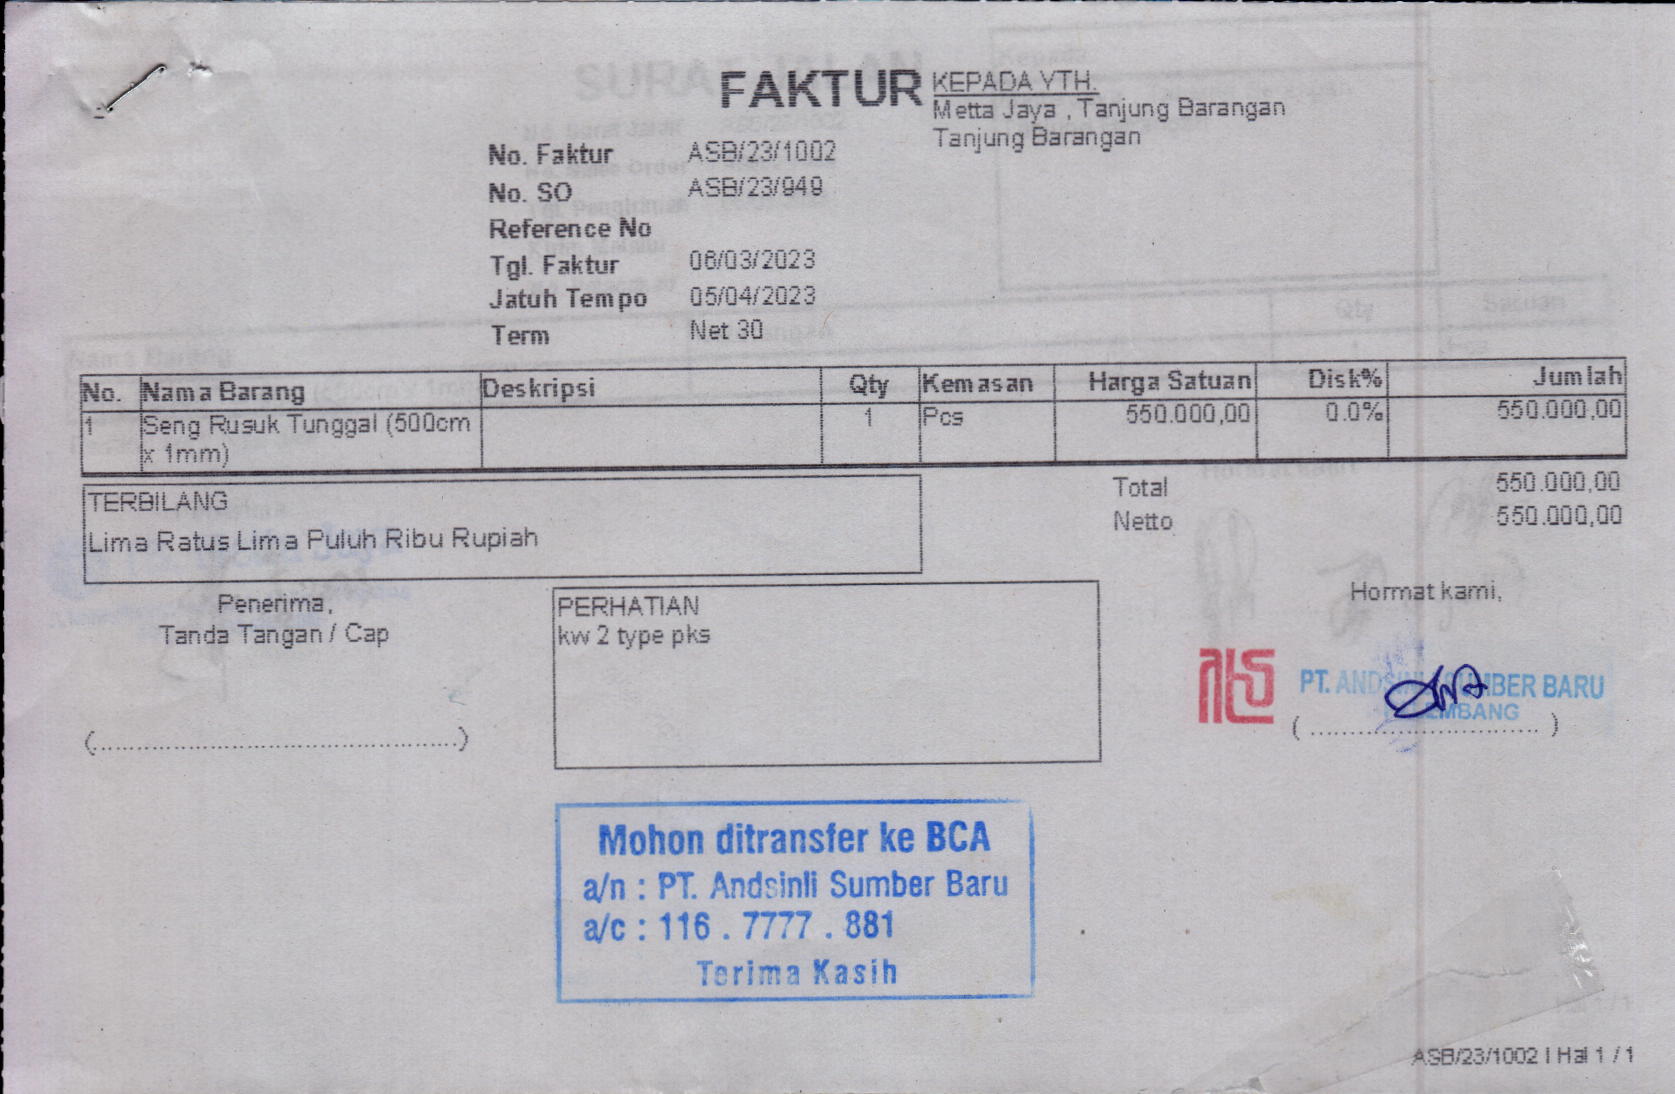 FAKTUR
KEPADA YTH.
Metta Jaya , Tanjung Barangan
Tanjung Barangan
No. Faktur ASB/23/1002
No. SO ASB/23/949
Reference No
Tgl. Faktur 06/03/2023
Jatuh Tempo 05/04/2023
Term Net 30
No. Nama Barang Deskripsi Qty Kemasan Harga Satuan Disk% Jumlah
1 Seng Rusuk Tunggal (500cm 1 Pcs 550.000,00 0.0% 550.000,00
x 1mm)
Total 550.000,00
Netto 550.000,00
TERBILANG
Lima Ratus Lima Puluh Ribu Rupiah
Penerima,
Tanda Tangan / Cap
(................................................)
PERHATIAN
kw 2 type pks
Hormat kami,
PT. ANDSINLI SUMBER BARU
EMBANG
( .............................. )
Mohon ditransfer ke BCA
a/n : PT. Andsinli Sumber Baru
a/c : 116 . 7777 . 881
Terima Kasih
ASB/23/1002 | Hal 1 / 1